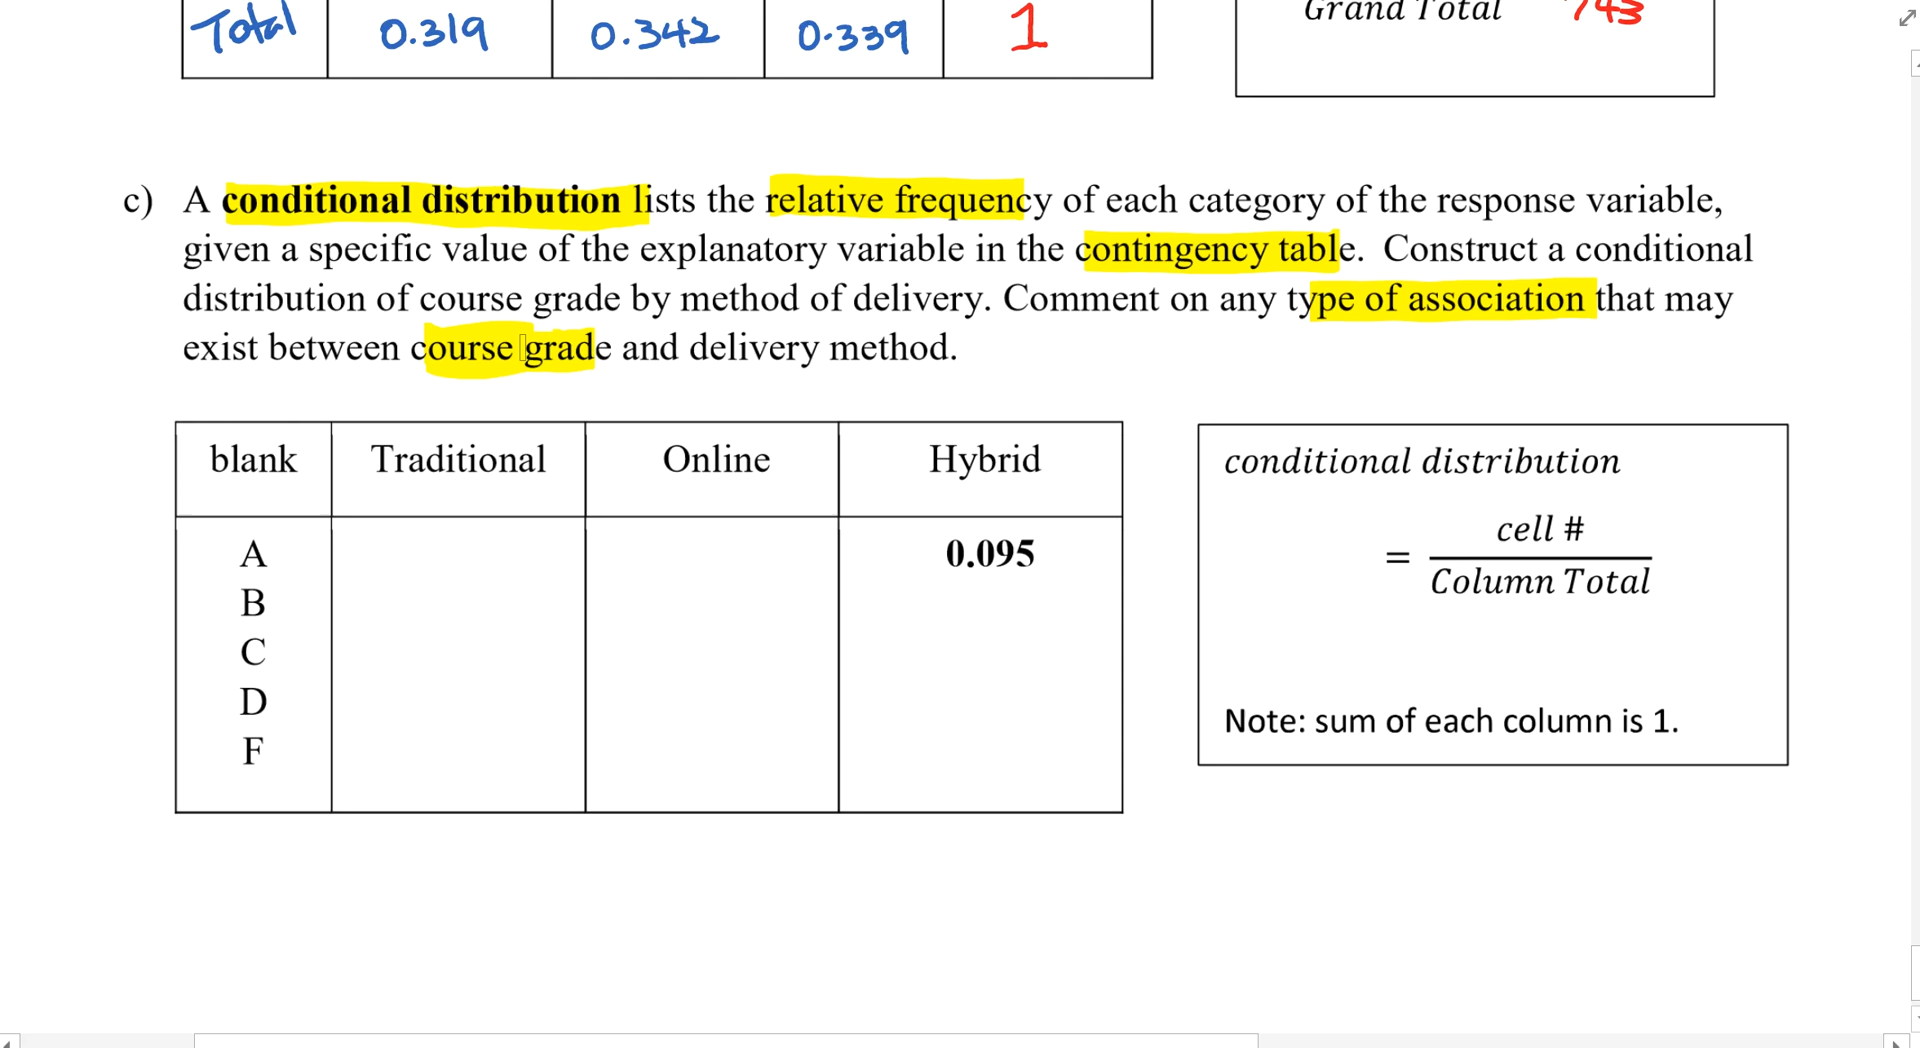 Total 0.319 0.342 0.339 1
Grand Total 743
c) A conditional distribution lists the relative frequency of each category of the response variable,
given a specific value of the explanatory variable in the contingency table. Construct a conditional
distribution of course grade by method of delivery. Comment on any type of association that may
exist between course grade and delivery method.
blank Traditional Online Hybrid
A 0.095
B
C
D
F
conditional distribution
= cell #
Column Total
Note: sum of each column is 1.